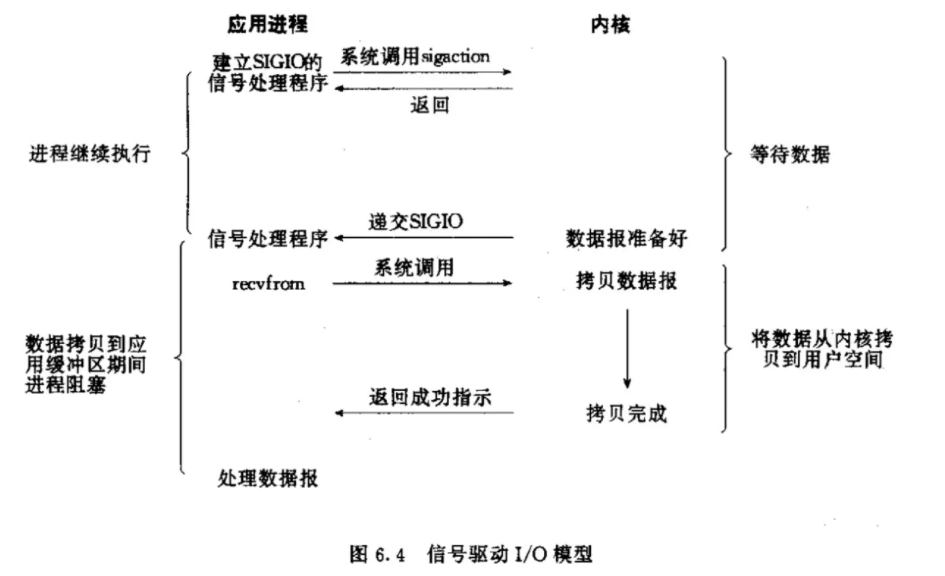 应用进程
内核
建立SIGIO的
信号处理程序
系统调用sigaction
返回
进程继续执行
等待数据
信号处理程序
递交SIGIO
数据报准备好
recvfrom
系统调用
拷贝数据报
数据拷贝到应
用缓冲区期间
进程阻塞
将数据从内核拷
贝到用户空间
返回成功指示
拷贝完成
处理数据报
图 6.4 信号驱动 I/O 模型